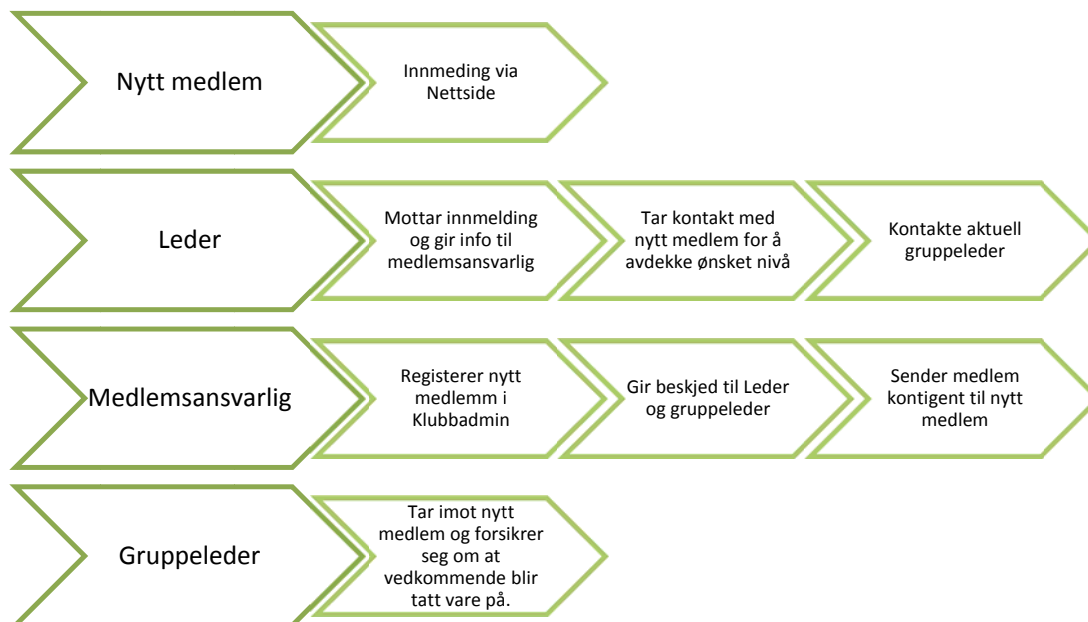 Nytt medlem
Innmeding via
Nettside
Leder
Mottar innmelding
og gir info til
medlemsansvarlig
Tar kontakt med
nytt medlem for å
avdekke ønsket nivå
Kontakte aktuell
gruppeleder
Medlemsansvarlig
Registerer nytt
medlemm i
Klubbadmin
Gir beskjed til Leder
og gruppeleder
Sender medlem
kontigent til nytt
medlem
Gruppeleder
Tar imot nytt
medlem og forsikrer
seg om at
vedkommende blir
tatt vare på.